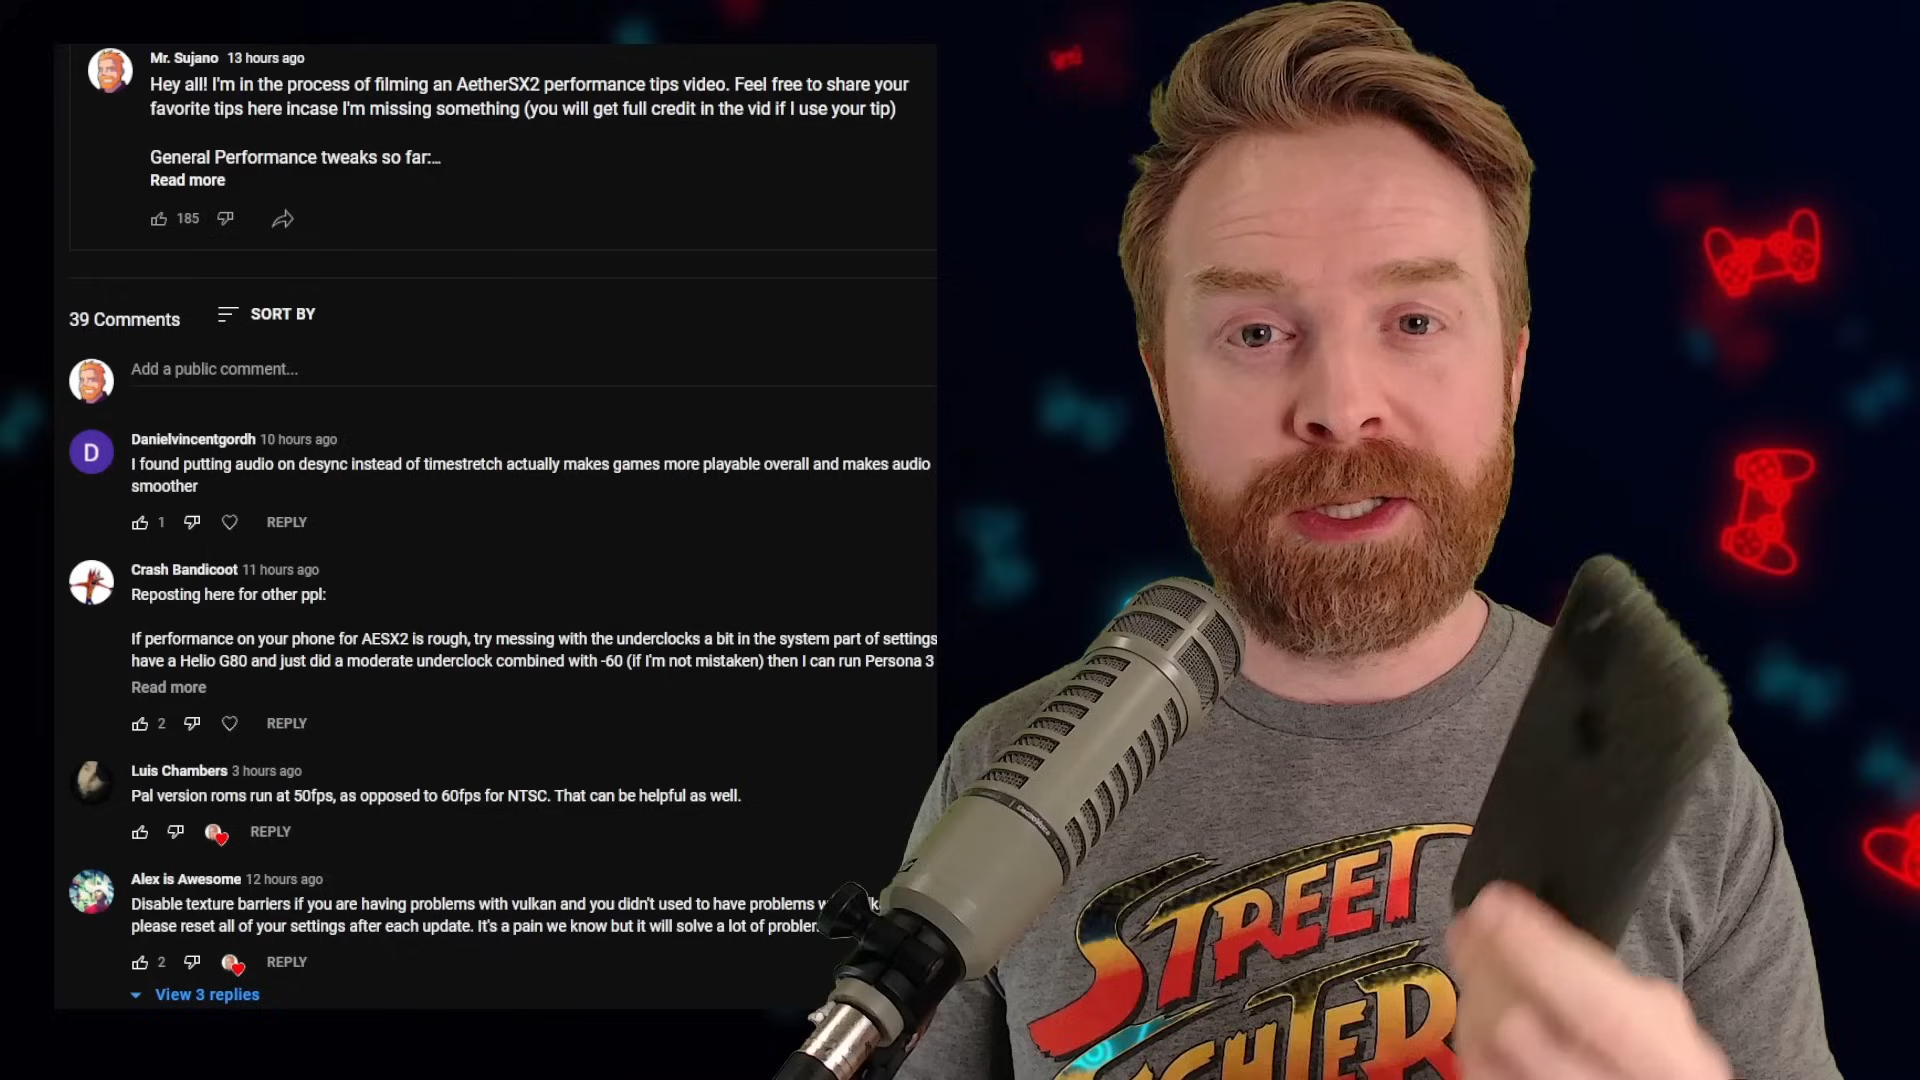 Mr. Sujano 13 hours ago
Hey all! I'm in the process of filming an AetherSX2 performance tips video. Feel free to share your
favorite tips here incase I'm missing something (you will get full credit in the vid if I use your tip)
General Performance tweaks so far:...
Read more
185
39 Comments SORT BY
Add a public comment...
D
Danielvincentgordh 10 hours ago
I found putting audio on desync instead of timestretch actually makes games more playable overall and makes audio
smoother
1 REPLY
Crash Bandicoot 11 hours ago
Reposting here for other ppl:
If performance on your phone for AESX2 is rough, try messing with the underclocks a bit in the system part of settings
have a Helio G80 and just did a moderate underclock combined with -60 (if I'm not mistaken) then I can run Persona 3
Read more
2 REPLY
Luis Chambers 3 hours ago
Pal version roms run at 50fps, as opposed to 60fps for NTSC. That can be helpful as well.
REPLY
Alex is Awesome 12 hours ago
Disable texture barriers if you are having problems with vulkan and you didn't used to have problems
please reset all of your settings after each update. It's a pain we know but it will solve a lot of
2 REPLY
View 3 replies
STREET
FIGHTER